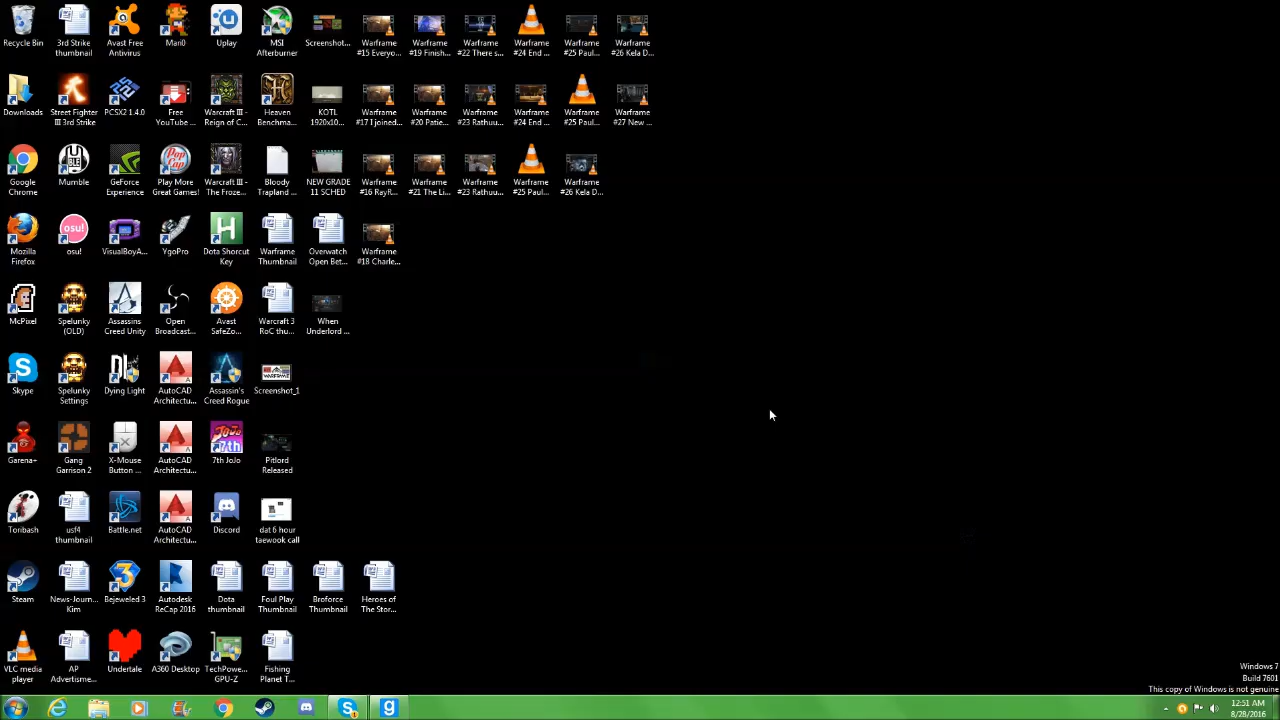 Recycle Bin
3rd Strike
thumbnail
Avast Free
Antivirus
Mari0
Uplay
MSI
Afterburner
Screenshot...
Warframe
#15 Everyo...
Warframe
#19 Finish...
Warframe
#22 There s...
Warframe
#24 End ...
Warframe
#25 Paul...
Warframe
#26 Kela D...
Downloads
Street Fighter
III 3rd Strike
PCSX2 1.4.0
Free
YouTube ...
Warcraft III -
Reign of C...
Heaven
Benchma...
KOTL
1920x10...
Warframe
#17 I joined...
Warframe
#20 Patie...
Warframe
#23 Rathuu...
Warframe
#24 End ...
Warframe
#25 Paul...
Warframe
#27 New ...
Google
Chrome
Mumble
GeForce
Experience
Play More
Great Games!
Warcraft III -
The Froze...
Bloody
Trapland ...
NEW GRADE
11 SCHED
Warframe
#16 RayR...
Warframe
#21 The Li...
Warframe
#23 Rathuu...
Warframe
#25 Paul...
Warframe
#26 Kela D...
Mozilla
Firefox
osu!
VisualBoyA...
YgoPro
Dota Shorcut
Key
Warframe
Thumbnail
Overwatch
Open Bet...
Warframe
#18 Charle...
McPixel
Spelunky
(OLD)
Assassins
Creed Unity
Open
Broadcast...
Avast
SafeZo...
Warcraft 3
RoC thu...
When
Underlord ...
Skype
Spelunky
Settings
Dying Light
AutoCAD
Architectu...
Assassin's
Creed Rogue
Screenshot_1
Garena+
Gang
Garrison 2
X-Mouse
Button ...
AutoCAD
Architectu...
7th JoJo
Pitlord
Released
Toribash
usf4
thumbnail
Battle.net
AutoCAD
Architectu...
Discord
dat 6 hour
taewook call
Steam
News-Journ...
Kim
Bejeweled 3
Autodesk
ReCap 2016
Dota
thumbnail
Foul Play
Thumbnail
Broforce
Thumbnail
Heroes of
The Stor...
VLC media
player
AP
Advertisme...
Undertale
A360 Desktop
TechPowe...
GPU-Z
Fishing
Planet T...
Windows 7
Build 7601
This copy of Windows is not genuine
12:51 AM
8/28/2016